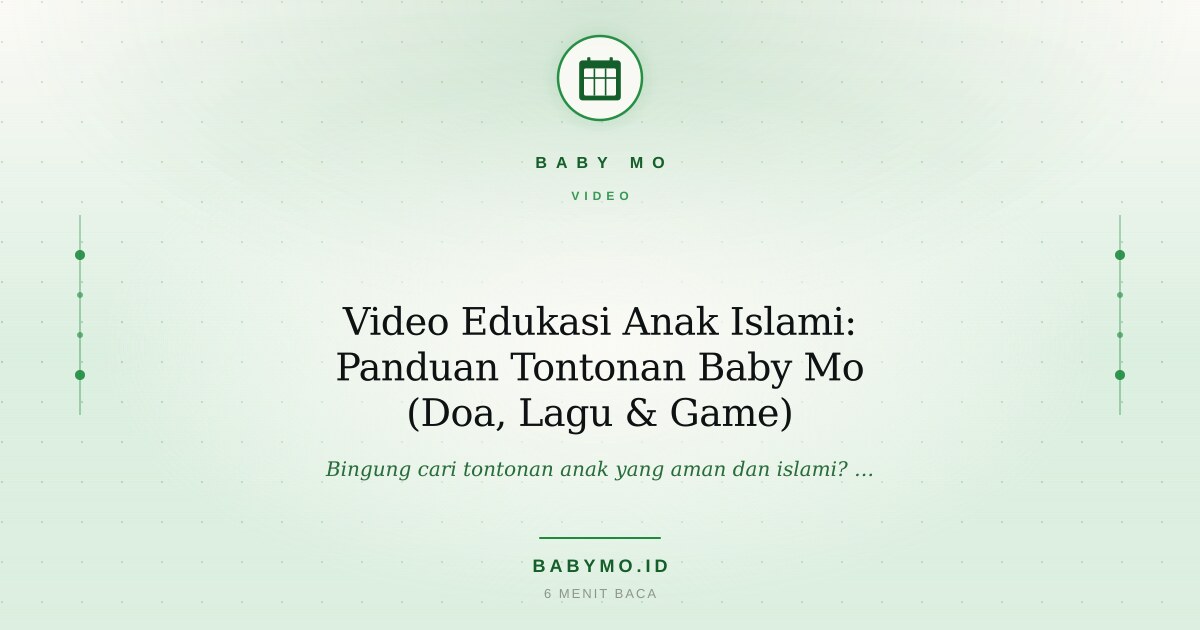 BABY MO
VIDEO
Video Edukasi Anak Islami:
Panduan Tontonan Baby Mo
(Doa, Lagu & Game)
Bingung cari tontonan anak yang aman dan islami? ...
BABYMO.ID
6 MENIT BACA